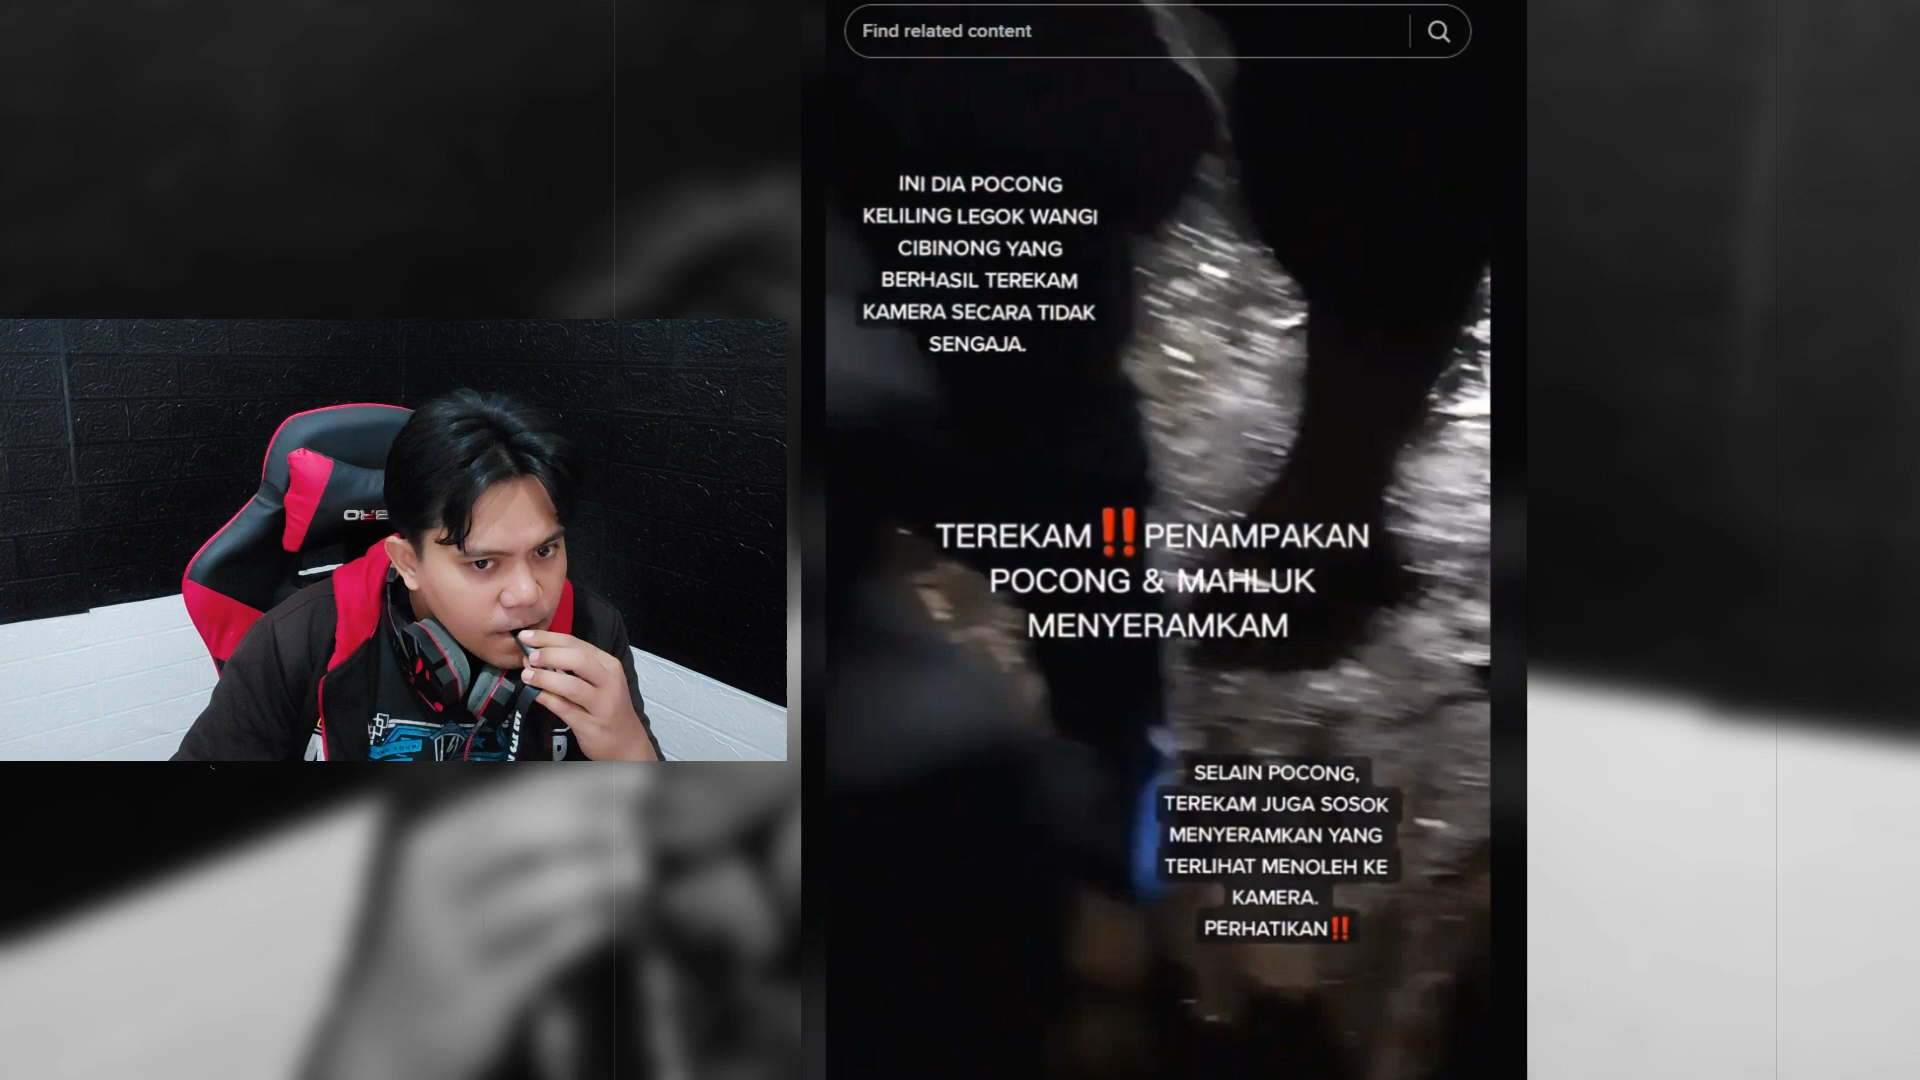 Find related content
INI DIA POCONG
KELILING LEGOK WANGI
CIBINONG YANG
BERHASIL TEREKAM
KAMERA SECARA TIDAK
SENGAJA.
TEREKAM‼️PENAMPAKAN
POCONG & MAHLUK
MENYERAMKAM
SELAIN POCONG,
TEREKAM JUGA SOSOK
MENYERAMKAN YANG
TERLIHAT MENOLEH KE
KAMERA.
PERHATIKAN‼️